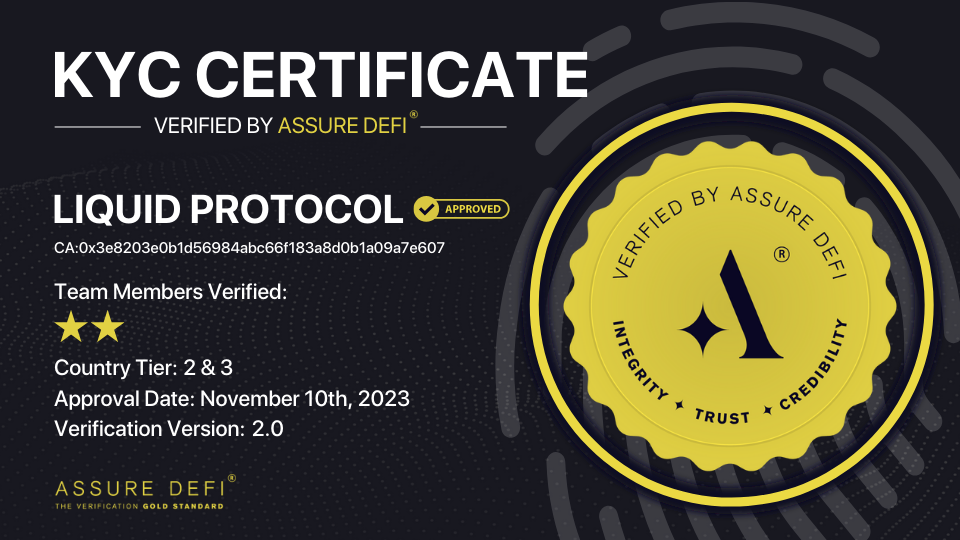 KYC CERTIFICATE
VERIFIED BY ASSURE DEFI®
LIQUID PROTOCOL APPROVED
CA:0x3e8203e0b1d56984abc66f183a8d0b1a09a7e607
Team Members Verified:
Country Tier: 2 & 3
Approval Date: November 10th, 2023
Verification Version: 2.0
ASSURE DEFI®
THE VERIFICATION GOLD STANDARD
VERIFIED BY ASSURE DEFI
®
INTEGRITY ✦ TRUST ✦ CREDIBILITY